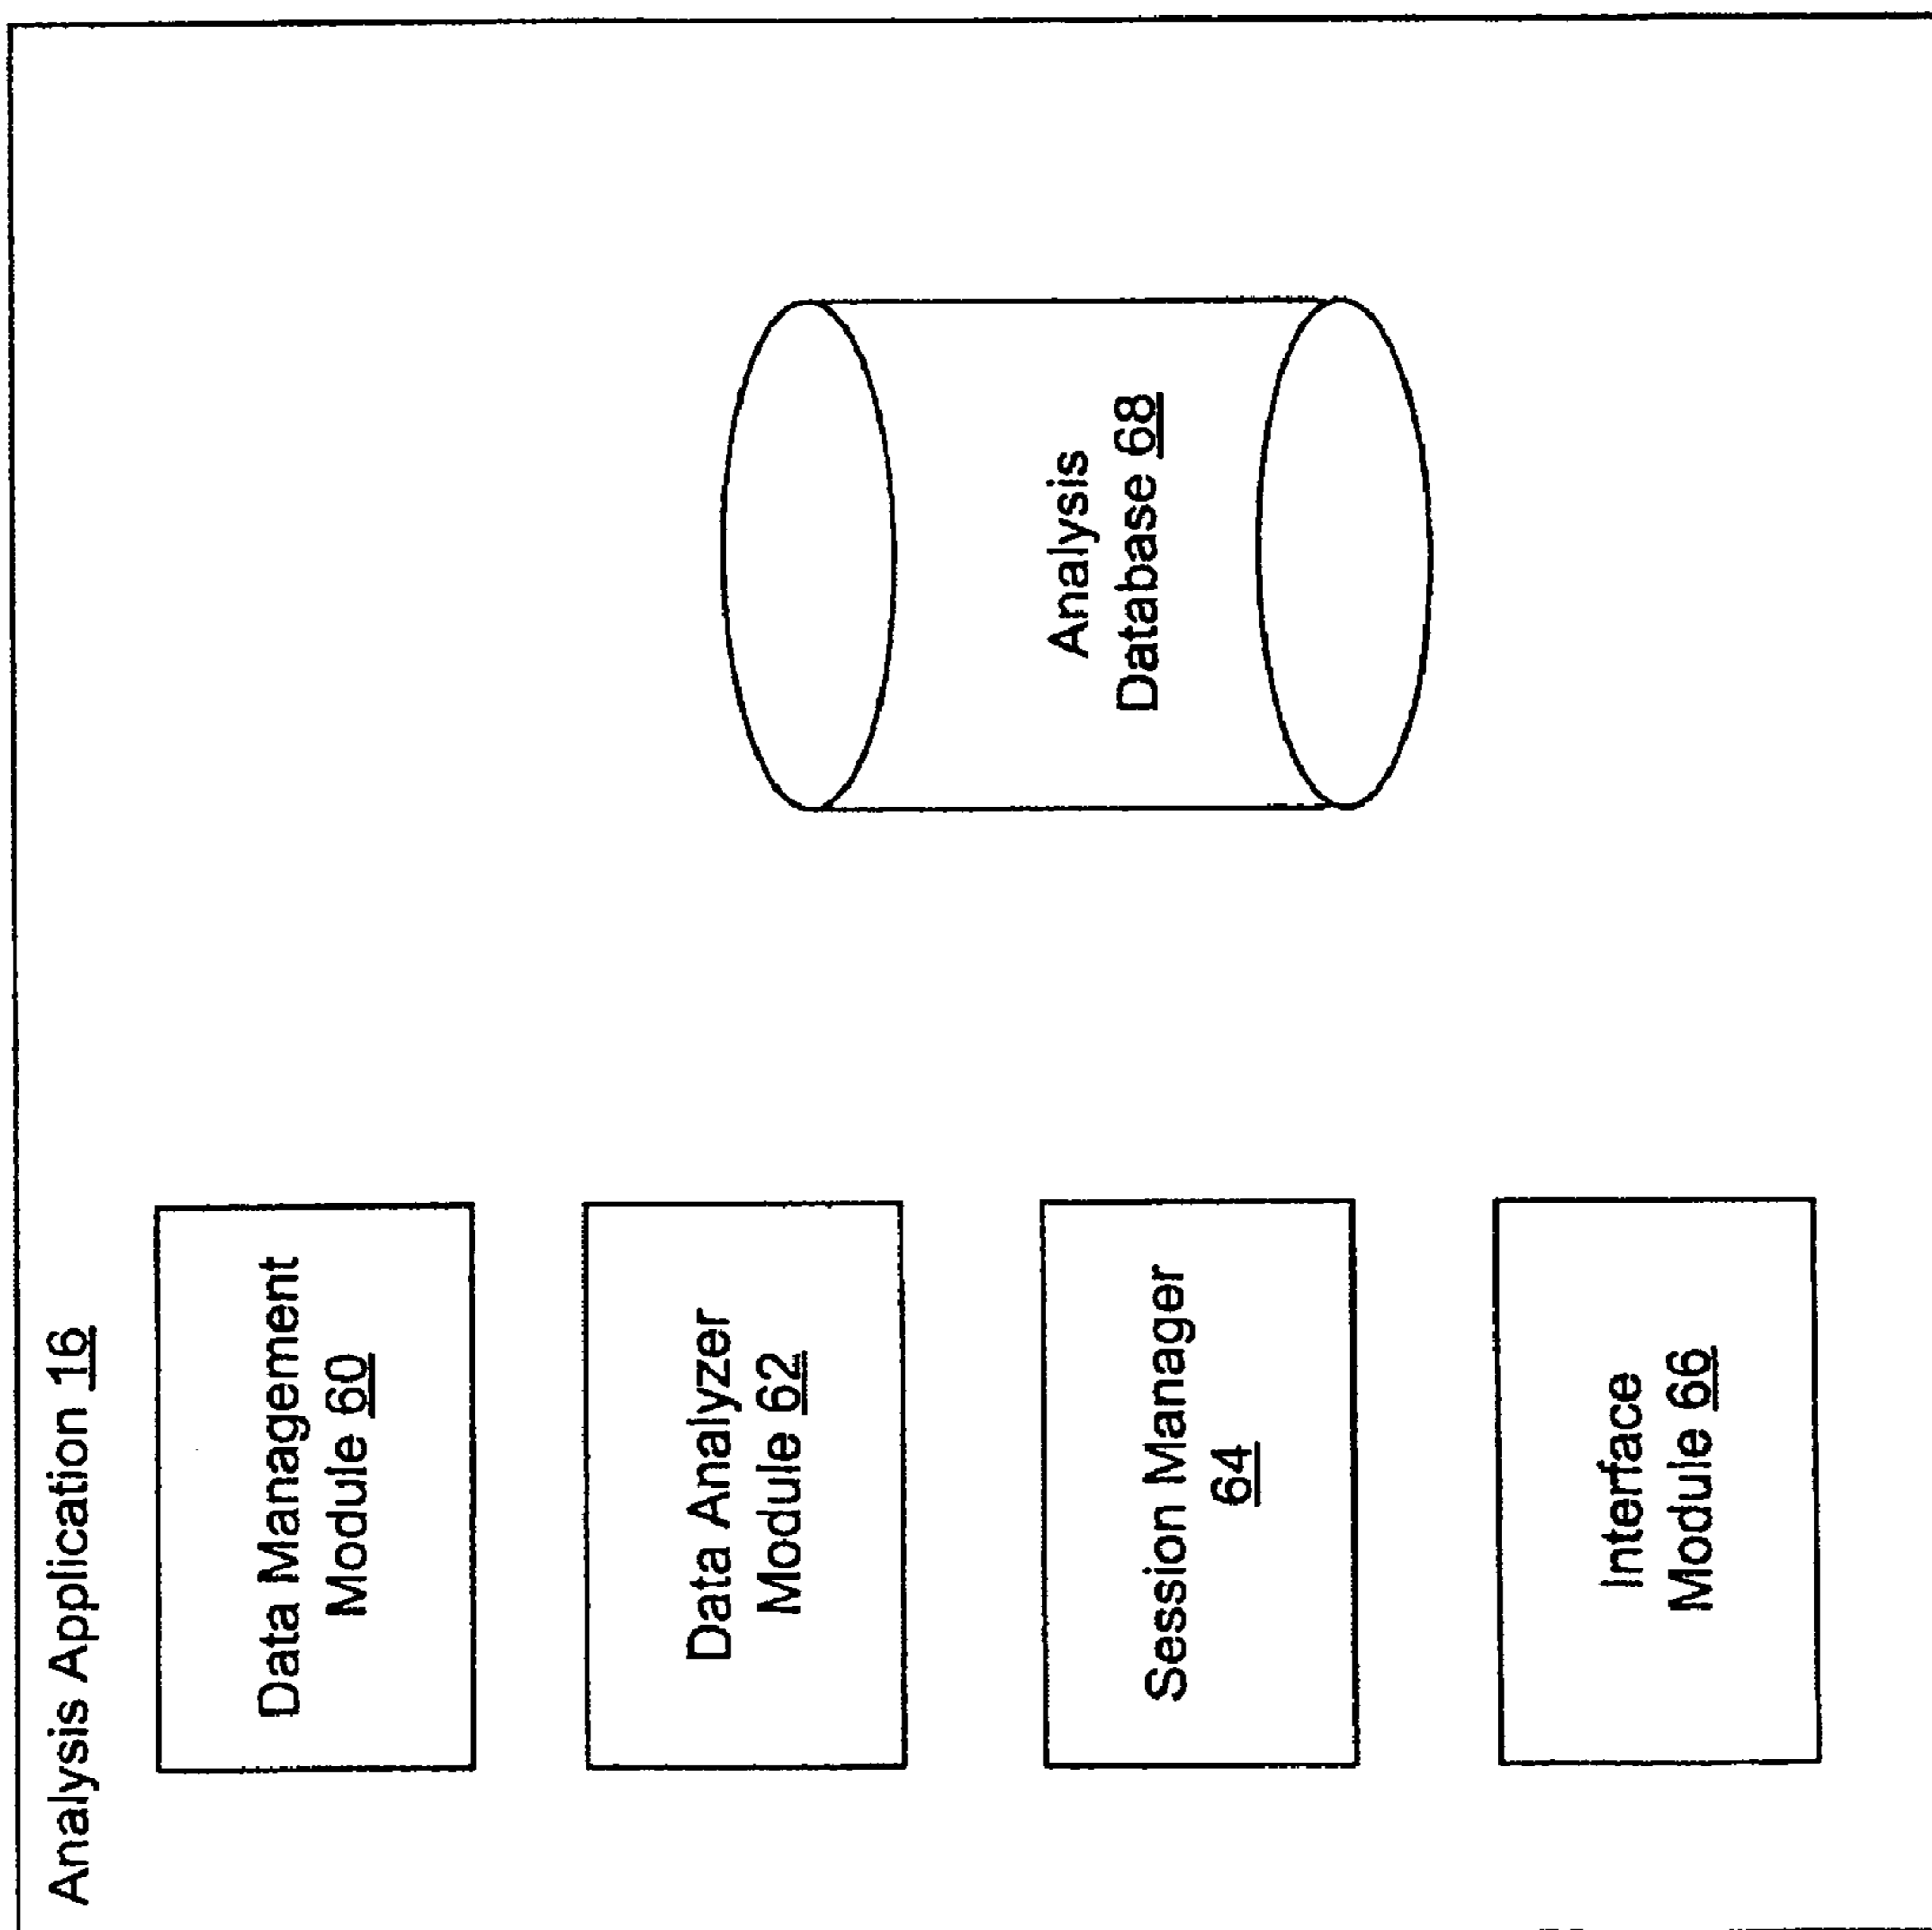 Analysis Application 16
Data Management
Module 60
Data Analyzer
Module 62
Session Manager
64
Interface
Module 66
Analysis
Database 68